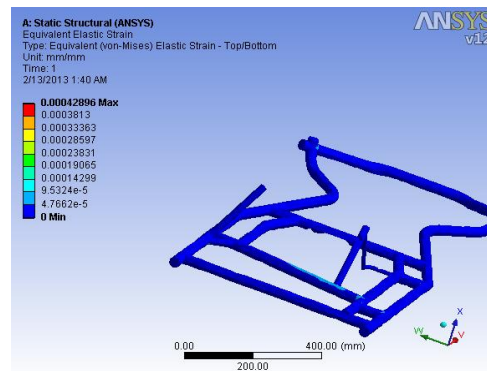 A: Static Structural (ANSYS)
Equivalent Elastic Strain
Type: Equivalent (von-Mises) Elastic Strain - Top/Bottom
Unit: mm/mm
Time: 1
2/13/2013 1:40 AM
ANSYS
v12
0.00042896 Max
0.0003813
0.00033363
0.00028597
0.00023831
0.00019065
0.00014299
9.5324e-5
4.7662e-5
0 Min
0.00
400.00 (mm)
200.00
X